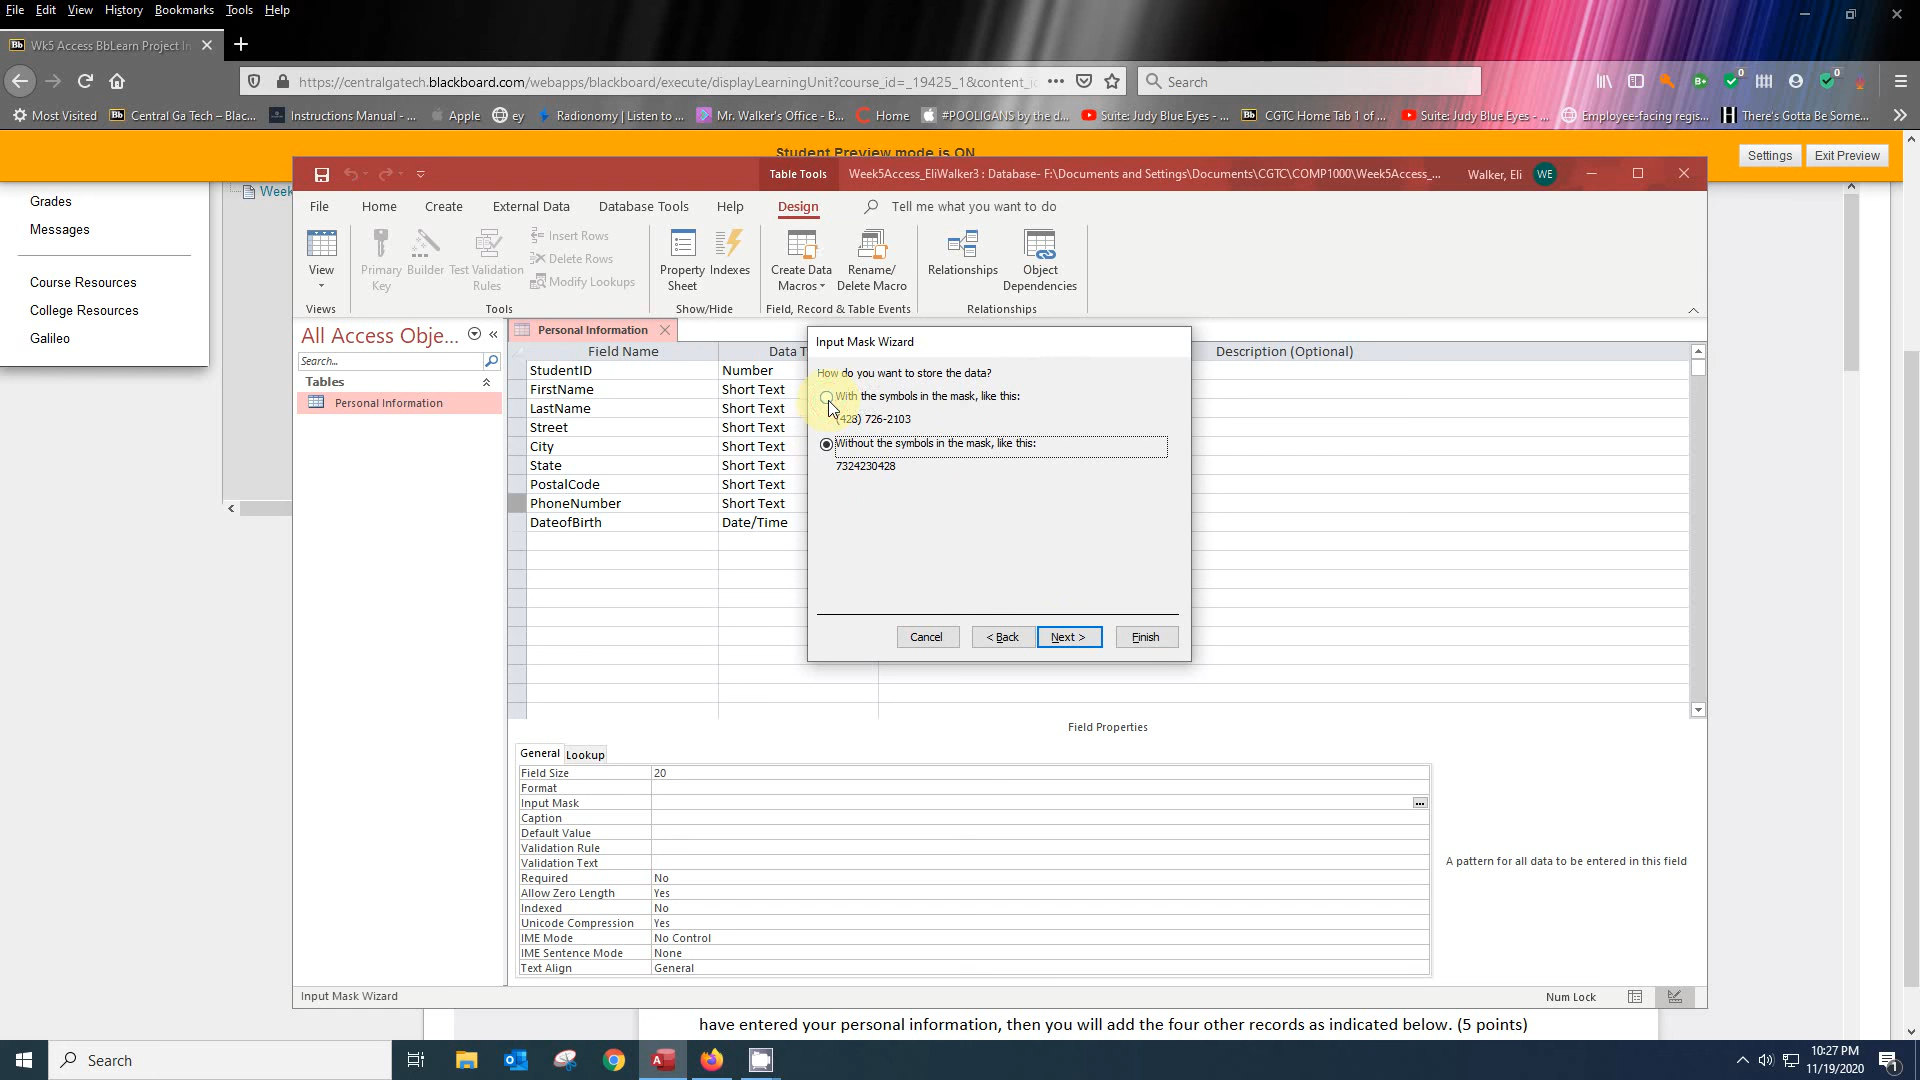 File Edit View History Bookmarks Tools Help
Wk5 Access BbLearn Project In
https://centralgatech.blackboard.com/webapps/blackboard/execute/displayLearningUnit?course_id=_19425_1&content_i
Search
Most Visited Central Ga Tech – Blac... Instructions Manual - ... Apple ey Radionomy | Listen to ... Mr. Walker's Office - B... Home #POOLIGANS by the d... Suite: Judy Blue Eyes - ... CGTC Home Tab 1 of ... Suite: Judy Blue Eyes - ... Employee-facing regis... There's Gotta Be Some...
Student Preview mode is ON
Settings Exit Preview
Grades
Messages
Course Resources
College Resources
Galileo
Week
Table Tools Week5Access_EliWalker3 : Database- F:\Documents and Settings\Documents\CGTC\COMP1000\Week5Access_... Walker, Eli WE
File Home Create External Data Database Tools Help Design Tell me what you want to do
View
Primary Key
Builder
Test Validation Rules
Insert Rows
Delete Rows
Modify Lookups
Property Sheet
Indexes
Create Data Macros
Rename/ Delete Macro
Relationships
Object Dependencies
Views Tools Show/Hide Field, Record & Table Events Relationships
All Access Obje...
Search...
Tables
Personal Information
Personal Information
Field Name Data T Description (Optional)
StudentID Number
FirstName Short Text
LastName Short Text
Street Short Text
City Short Text
State Short Text
PostalCode Short Text
PhoneNumber Short Text
DateofBirth Date/Time
Input Mask Wizard
How do you want to store the data?
With the symbols in the mask, like this:
(428) 726-2103
Without the symbols in the mask, like this:
7324230428
Cancel < Back Next > Finish
Field Properties
General Lookup
Field Size 20
Format
Input Mask
Caption
Default Value
Validation Rule
Validation Text
Required No
Allow Zero Length Yes
Indexed No
Unicode Compression Yes
IME Mode No Control
IME Sentence Mode None
Text Align General
A pattern for all data to be entered in this field
Input Mask Wizard Num Lock
have entered your personal information, then you will add the four other records as indicated below. (5 points)
Search
10:27 PM
11/19/2020